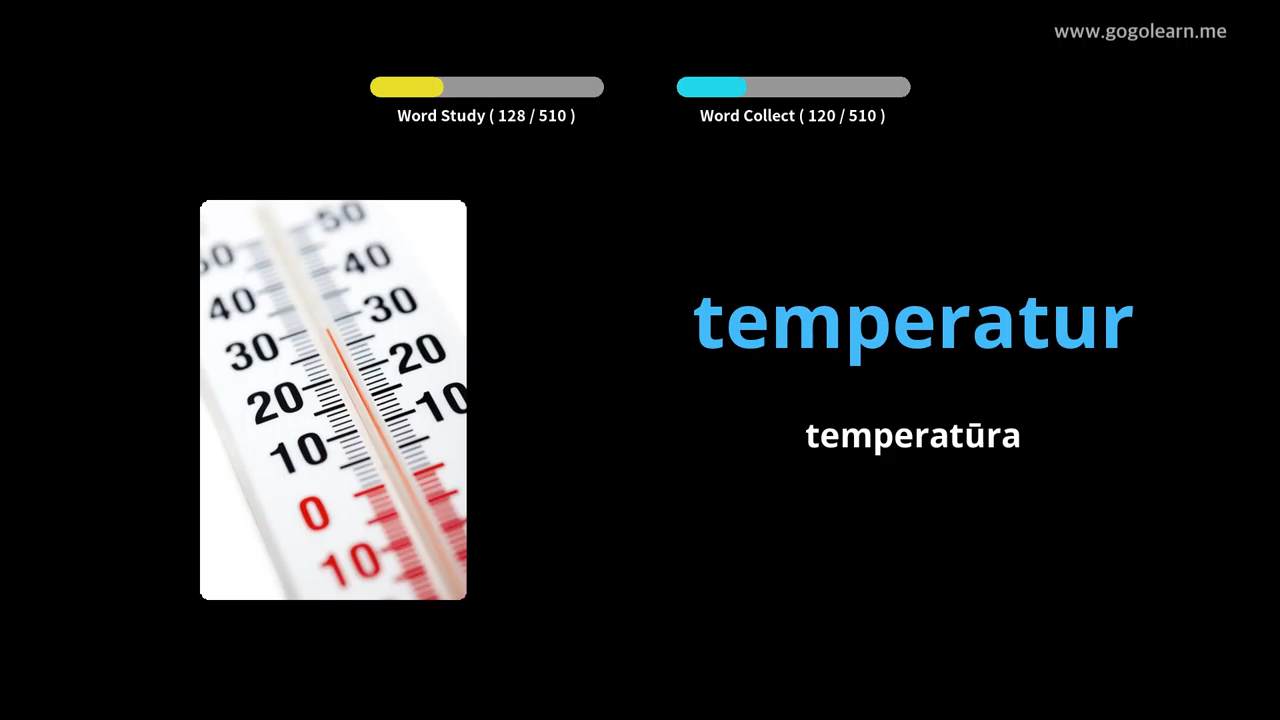 www.gogolearn.me
Word Study ( 128 / 510 )
Word Collect ( 120 / 510 )
50
40
40
30
30
20
20
10
10
0
10
temperatur
temperatūra